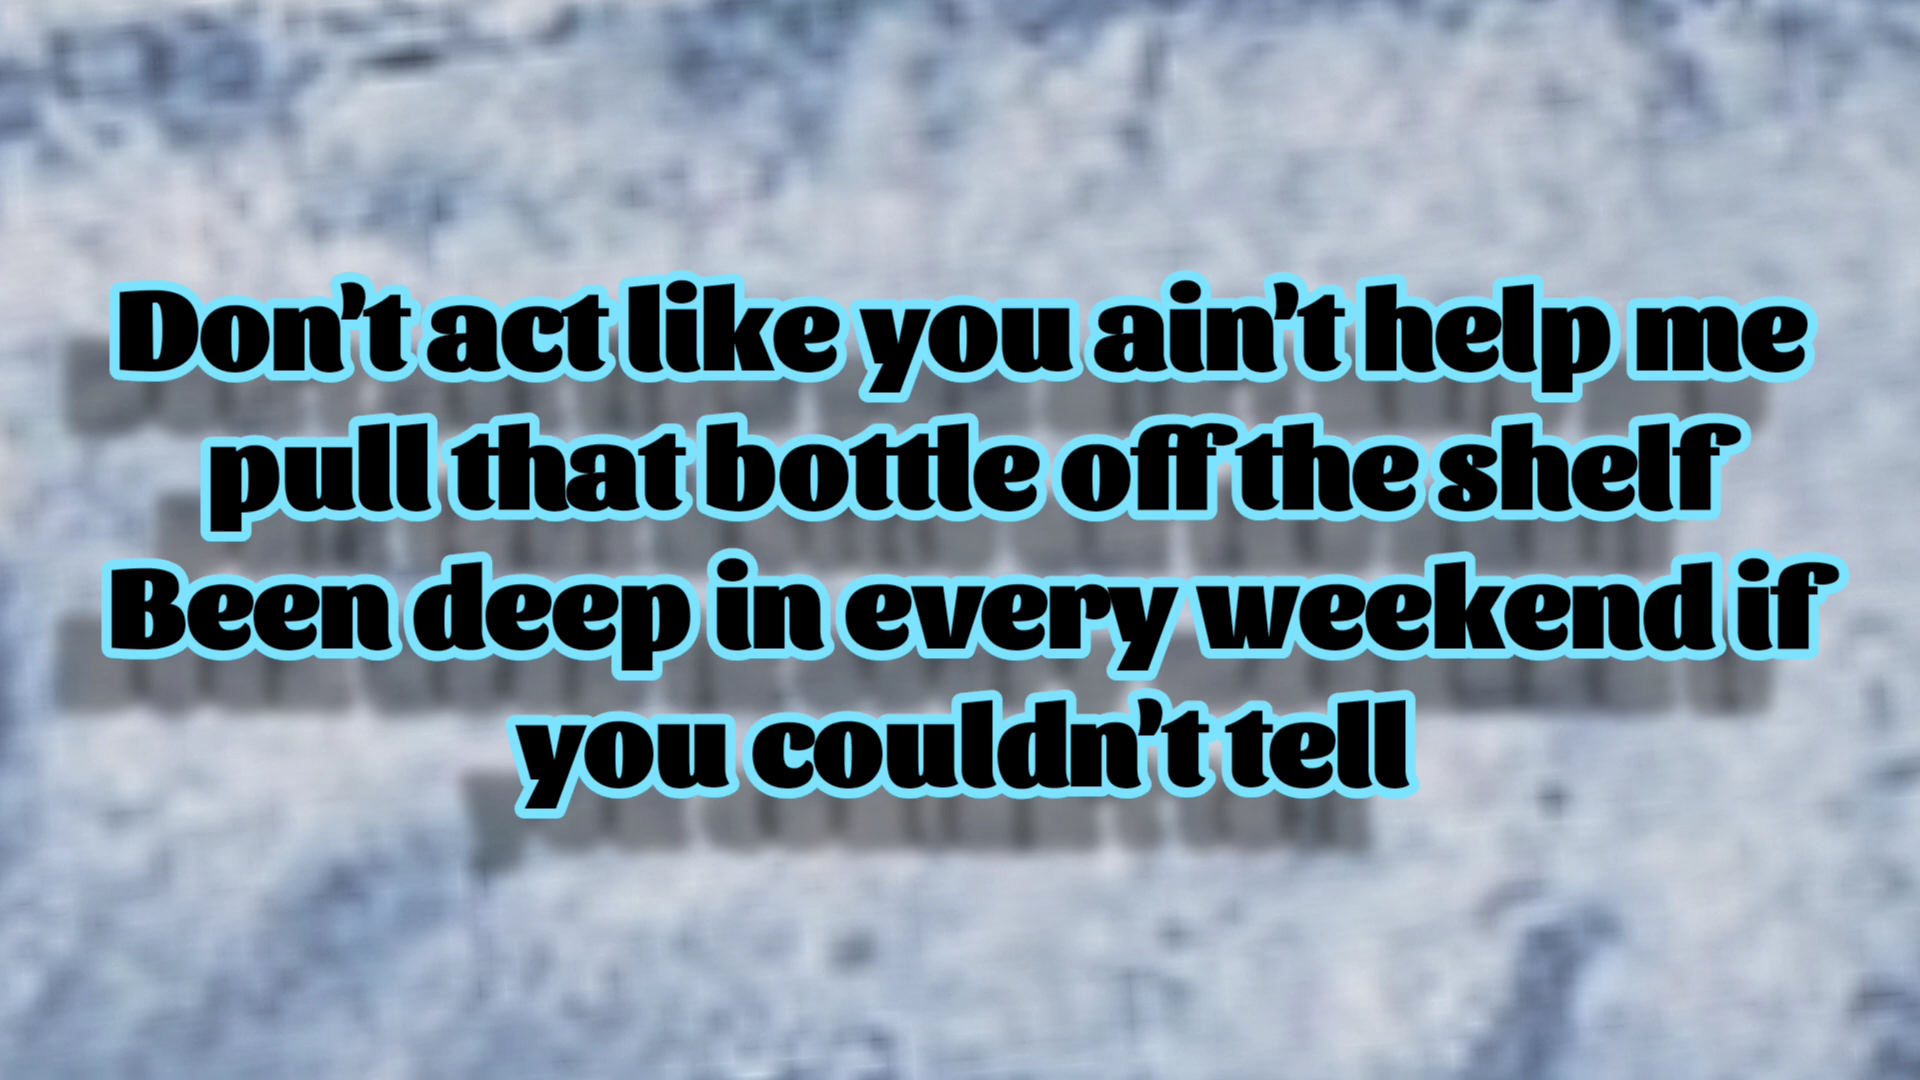 Don't act like you ain't help me
pull that bottle off the shelf
Been deep in every weekend if
you couldn't tell